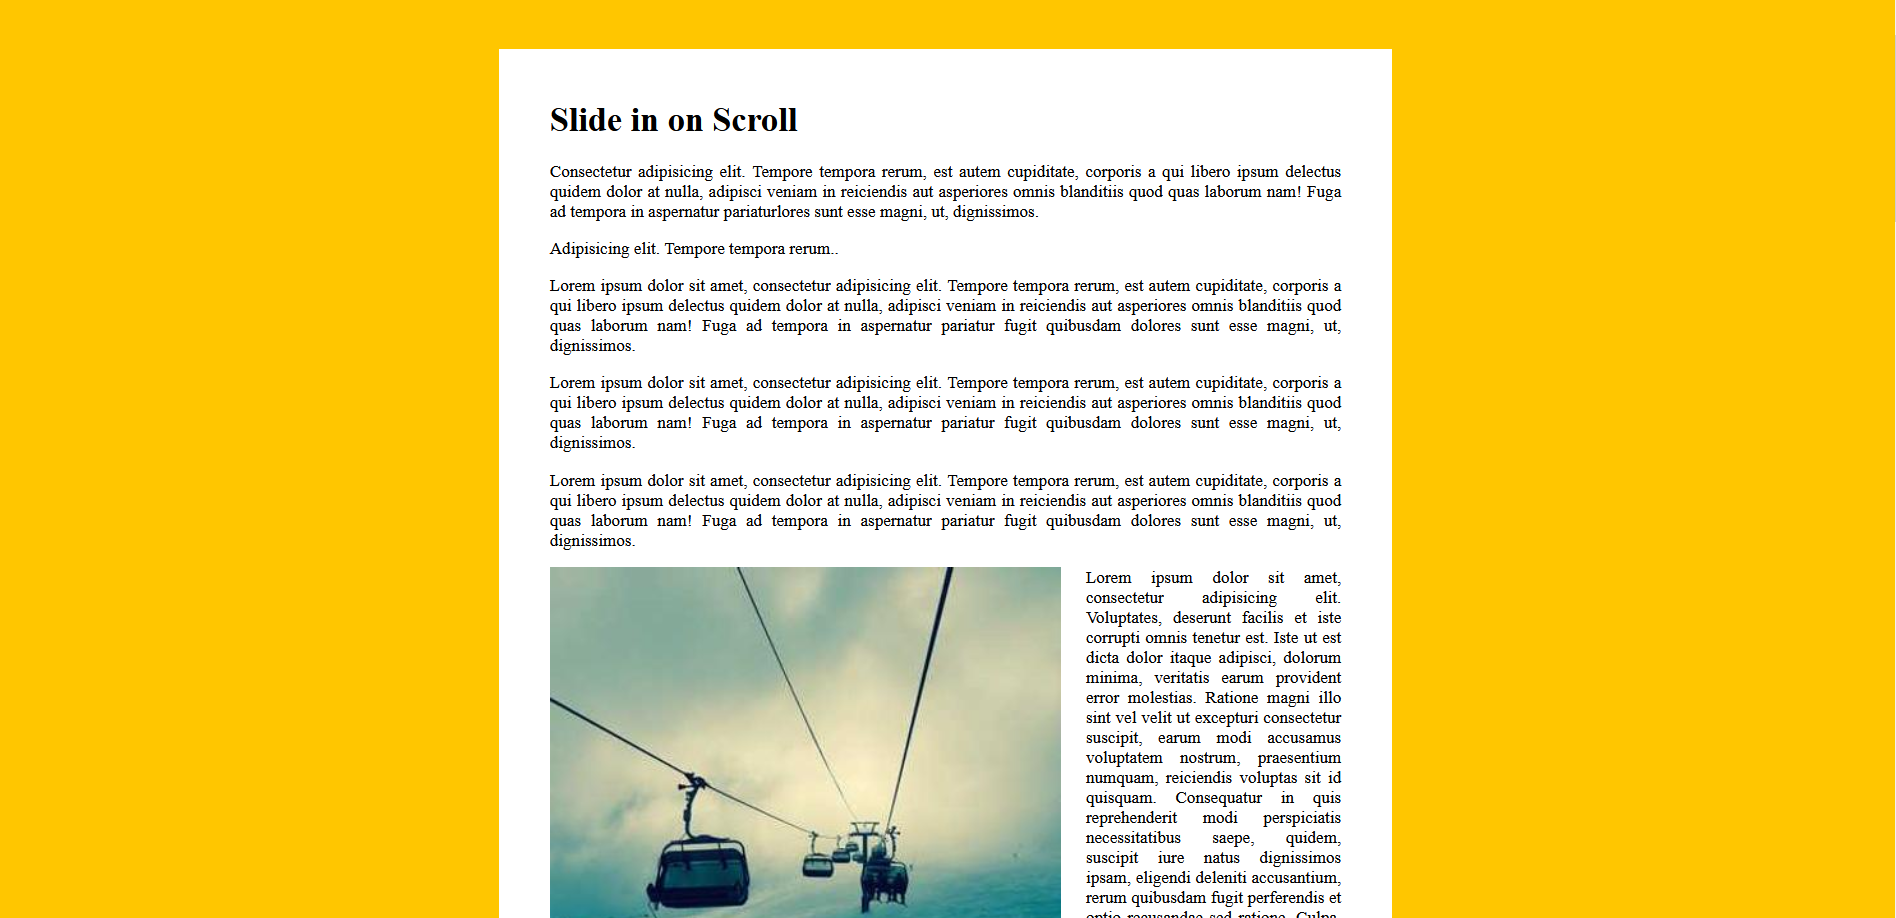 Slide in on Scroll
Consectetur adipisicing elit. Tempore tempora rerum, est autem cupiditate, corporis a qui libero ipsum delectus
quidem dolor at nulla, adipisci veniam in reiciendis aut asperiores omnis blanditiis quod quas laborum nam! Fuga
ad tempora in aspernatur pariaturlores sunt esse magni, ut, dignissimos.
Adipisicing elit. Tempore tempora rerum..
Lorem ipsum dolor sit amet, consectetur adipisicing elit. Tempore tempora rerum, est autem cupiditate, corporis a
qui libero ipsum delectus quidem dolor at nulla, adipisci veniam in reiciendis aut asperiores omnis blanditiis quod
quas laborum nam! Fuga ad tempora in aspernatur pariatur fugit quibusdam dolores sunt esse magni, ut,
dignissimos.
Lorem ipsum dolor sit amet, consectetur adipisicing elit. Tempore tempora rerum, est autem cupiditate, corporis a
qui libero ipsum delectus quidem dolor at nulla, adipisci veniam in reiciendis aut asperiores omnis blanditiis quod
quas laborum nam! Fuga ad tempora in aspernatur pariatur fugit quibusdam dolores sunt esse magni, ut,
dignissimos.
Lorem ipsum dolor sit amet, consectetur adipisicing elit. Tempore tempora rerum, est autem cupiditate, corporis a
qui libero ipsum delectus quidem dolor at nulla, adipisci veniam in reiciendis aut asperiores omnis blanditiis quod
quas laborum nam! Fuga ad tempora in aspernatur pariatur fugit quibusdam dolores sunt esse magni, ut,
dignissimos.
Lorem ipsum dolor sit amet,
consectetur adipisicing elit.
Voluptates, deserunt facilis et iste
corrupti omnis tenetur est. Iste ut est
dicta dolor itaque adipisci, dolorum
minima, veritatis earum provident
error molestias. Ratione magni illo
sint vel velit ut excepturi consectetur
suscipit, earum modi accusamus
voluptatem nostrum, praesentium
numquam, reiciendis voluptas sit id
quisquam. Consequatur in quis
reprehenderit modi perspiciatis
necessitatibus saepe, quidem,
suscipit iure natus dignissimos
ipsam, eligendi deleniti accusantium,
rerum quibusdam fugit perferendis et
optio recusandae sed ratione. Culpa,